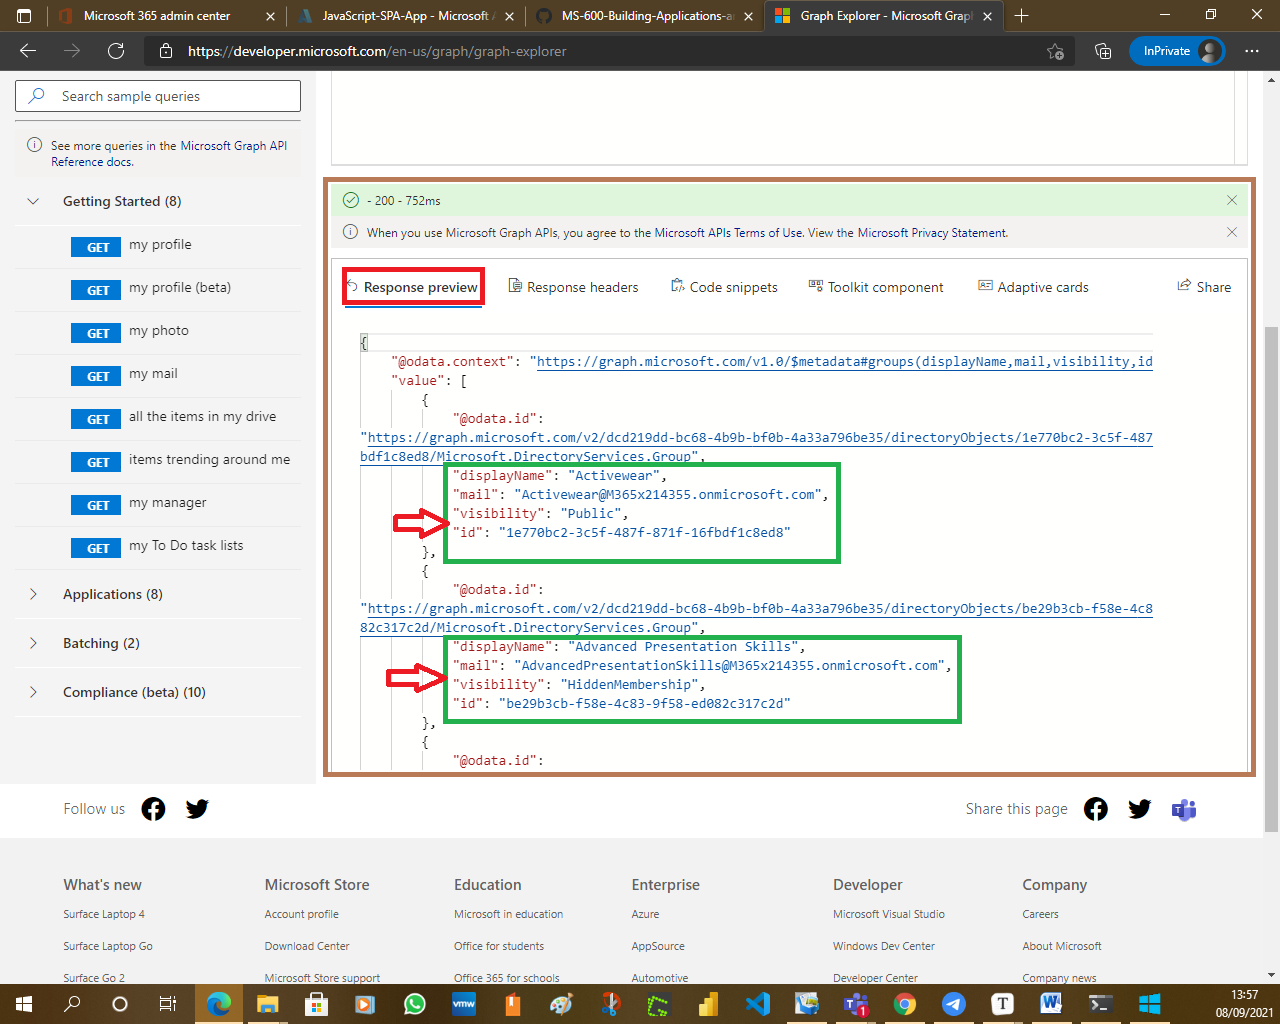 Microsoft 365 admin center
JavaScript-SPA-App - Microsoft A
MS-600-Building-Applications-a
Graph Explorer - Microsoft Grap
https://developer.microsoft.com/en-us/graph/graph-explorer
InPrivate
Search sample queries
See more queries in the Microsoft Graph API
Reference docs.
Getting Started (8)
GET my profile
GET my profile (beta)
GET my photo
GET my mail
GET all the items in my drive
GET items trending around me
GET my manager
GET my To Do task lists
Applications (8)
Batching (2)
Compliance (beta) (10)
- 200 - 752ms
When you use Microsoft Graph APIs, you agree to the Microsoft APIs Terms of Use. View the Microsoft Privacy Statement.
Response preview
Response headers
Code snippets
Toolkit component
Adaptive cards
Share
{
"@odata.context": "https://graph.microsoft.com/v1.0/$metadata#groups(displayName,mail,visibility,id
"value": [
{
"@odata.id":
"https://graph.microsoft.com/v2/dcd219dd-bc68-4b9b-bf0b-4a33a796be35/directoryObjects/1e770bc2-3c5f-487
bdf1c8ed8/Microsoft.DirectoryServices.Group",
"displayName": "Activewear",
"mail": "Activewear@M365x214355.onmicrosoft.com",
"visibility": "Public",
"id": "1e770bc2-3c5f-487f-871f-16fbdf1c8ed8"
},
{
"@odata.id":
"https://graph.microsoft.com/v2/dcd219dd-bc68-4b9b-bf0b-4a33a796be35/directoryObjects/be29b3cb-f58e-4c8
82c317c2d/Microsoft.DirectoryServices.Group",
"displayName": "Advanced Presentation Skills",
"mail": "AdvancedPresentationSkills@M365x214355.onmicrosoft.com",
"visibility": "HiddenMembership",
"id": "be29b3cb-f58e-4c83-9f58-ed082c317c2d"
},
{
"@odata.id":
Follow us
Share this page
What's new
Surface Laptop 4
Surface Laptop Go
Surface Go 2
Microsoft Store
Account profile
Download Center
Microsoft Store support
Education
Microsoft in education
Office for students
Office 365 for schools
Enterprise
Azure
AppSource
Automotive
Developer
Microsoft Visual Studio
Windows Dev Center
Developer Center
Company
Careers
About Microsoft
Company news
vmw
1
T
13:57
08/09/2021